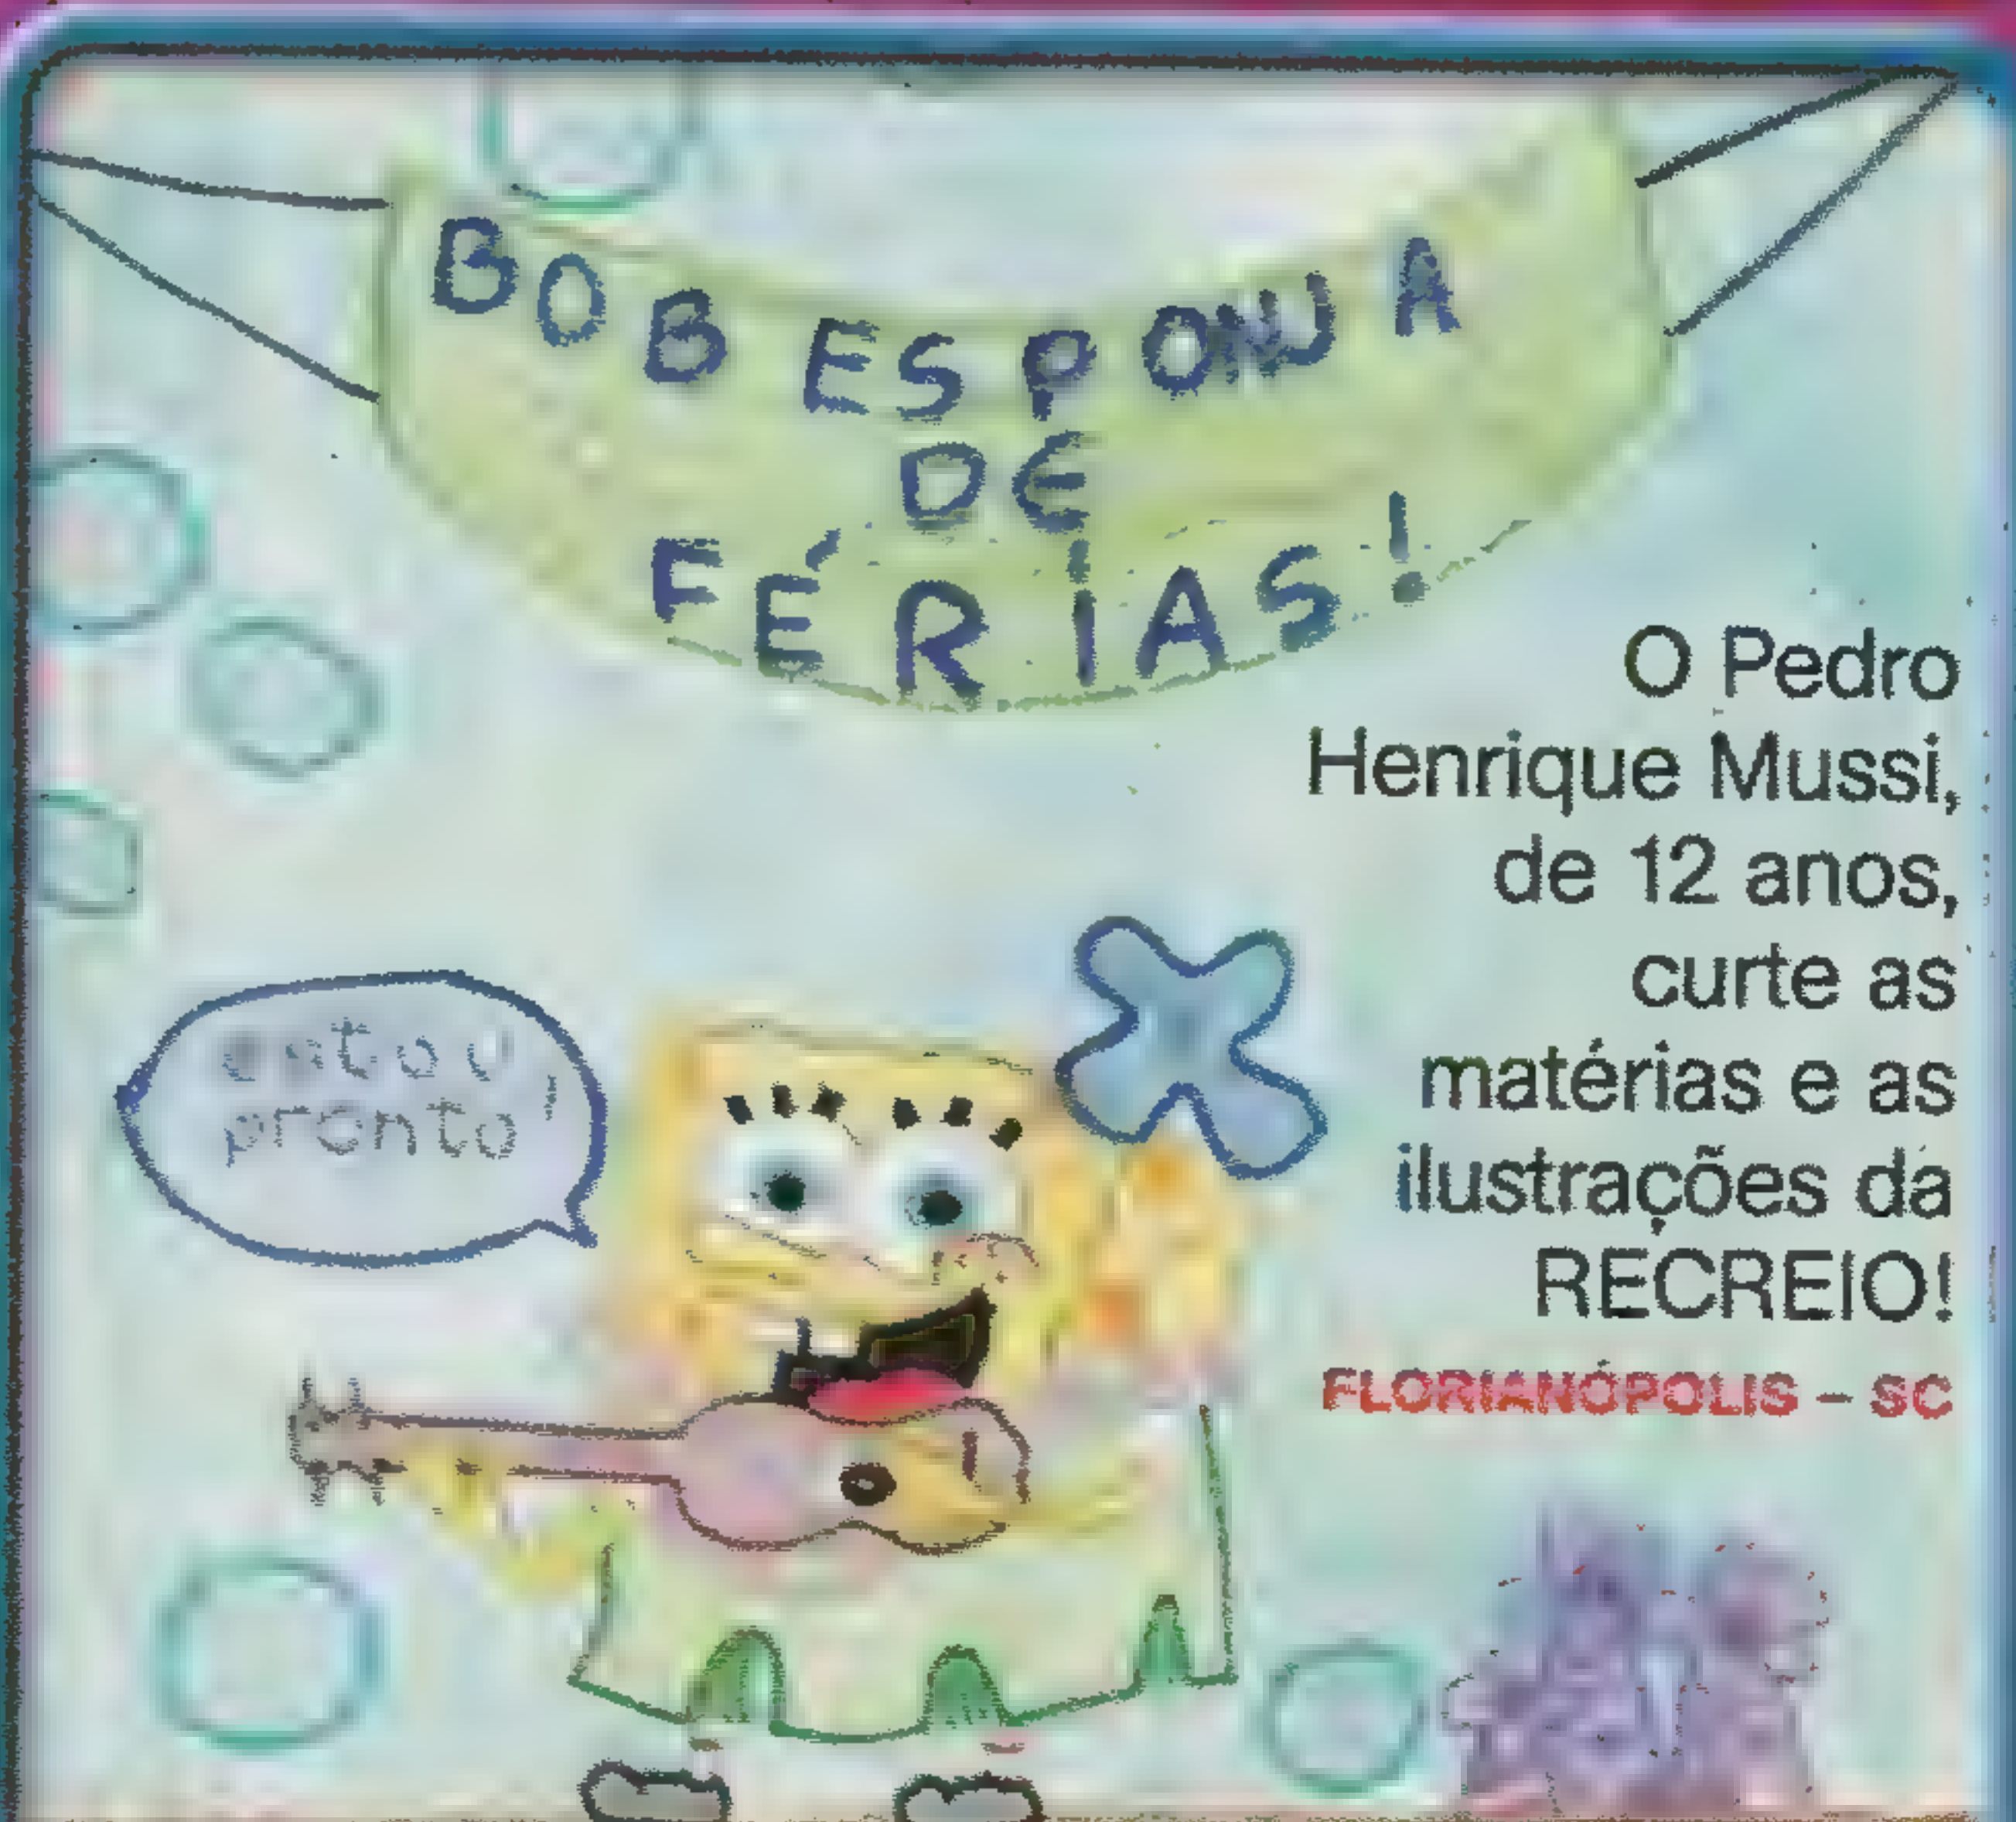 BOB ESPONJA
DE
FÉRIAS!
O Pedro
Henrique Mussi,
de 12 anos,
curte as
matérias e as
ilustrações da
RECREIO!
FLORIANÓPOLIS – SC
pronto